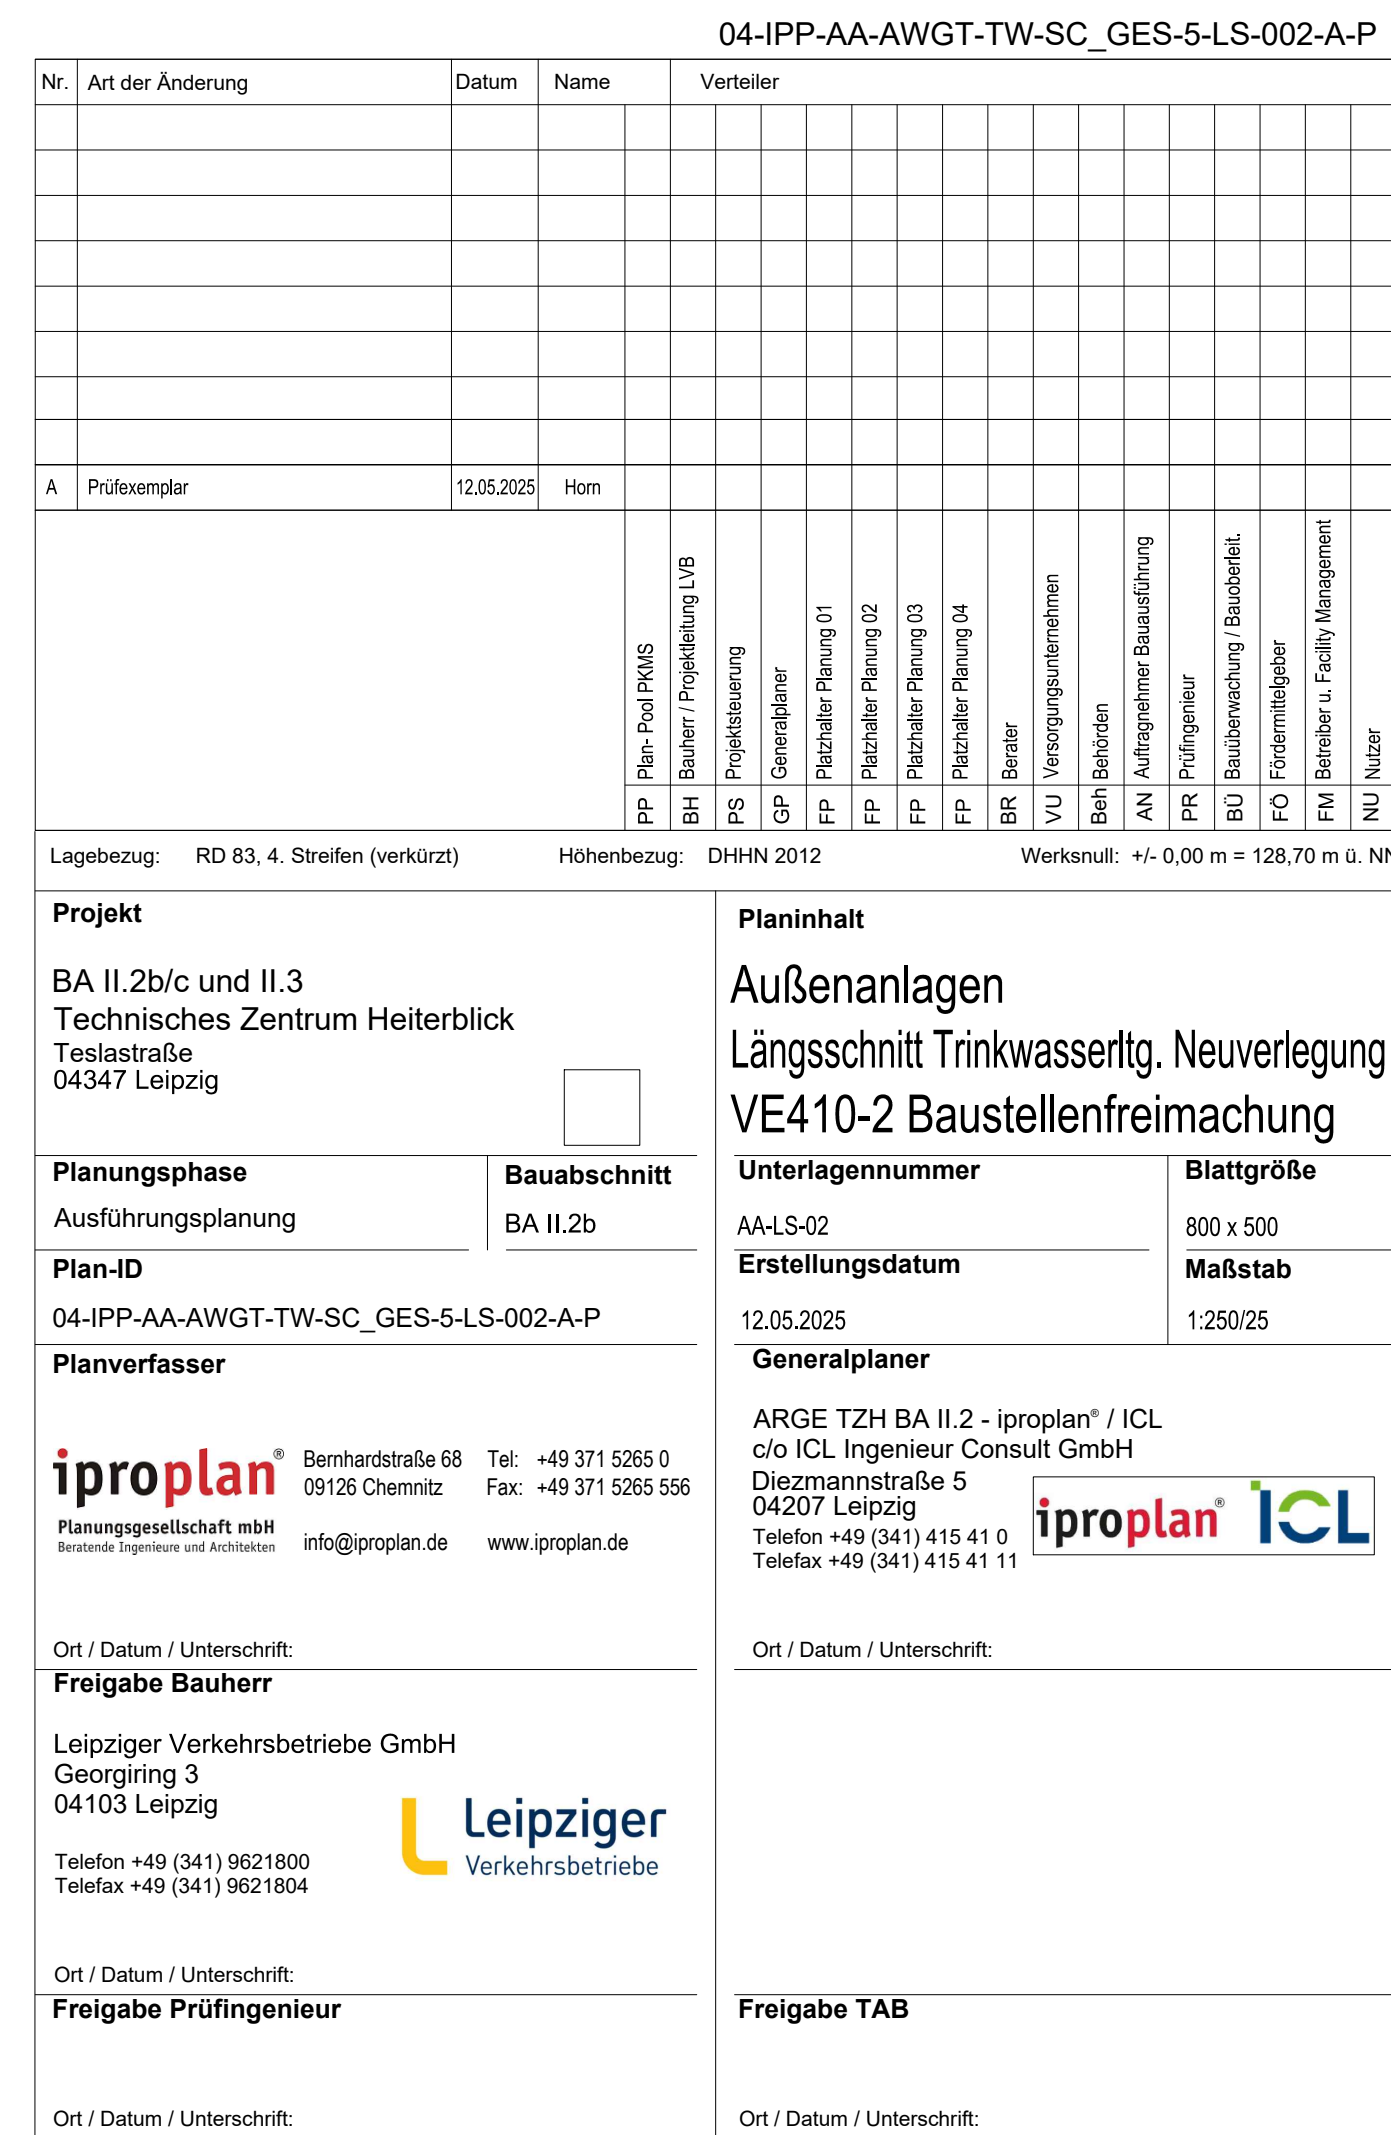 04-IPP-AA-AWGT-TW-SC_GES-5-LS-002-A-P
Nr. Art der Änderung Datum Name Verteiler
A Prüfexemplar 12.05.2025 Horn
PP Plan- Pool PKMS
BH Bauherr / Projektleitung LVB
PS Projektsteuerung
GP Generalplaner
FP Platzhalter Planung 01
FP Platzhalter Planung 02
FP Platzhalter Planung 03
FP Platzhalter Planung 04
BR Berater
VU Versorgungsunternehmen
Beh Behörden
AN Auftragnehmer Bauausführung
PR Prüfingenieur
BÜ Bauüberwachung / Bauoberleit.
FÖ Fördermittelgeber
FM Betreiber u. Facility Management
NU Nutzer
Lagebezug: RD 83, 4. Streifen (verkürzt) Höhenbezug: DHHN 2012 Werksnull: +/- 0,00 m = 128,70 m ü.
Projekt
BA II.2b/c und II.3
Technisches Zentrum Heiterblick
Teslastraße
04347 Leipzig
Planinhalt
Außenanlagen
Längsschnitt Trinkwasserltg. Neuverlegung
VE410-2 Baustellenfreimachung
Planungsphase
Ausführungsplanung
Bauabschnitt
BA II.2b
Unterlagennummer
AA-LS-02
Blattgröße
800 x 500
Plan-ID
04-IPP-AA-AWGT-TW-SC_GES-5-LS-002-A-P
Erstellungsdatum
12.05.2025
Maßstab
1:250/25
Planverfasser
iproplan®
Planungsgesellschaft mbH
Beratende Ingenieure und Architekten
Bernhardstraße 68 Tel: +49 371 5265 0
09126 Chemnitz Fax: +49 371 5265 556
info@iproplan.de www.iproplan.de
Ort / Datum / Unterschrift:
Generalplaner
ARGE TZH BA II.2 - iproplan® / ICL
c/o ICL Ingenieur Consult GmbH
Diezmannstraße 5
04207 Leipzig
Telefon +49 (341) 415 41 0
Telefax +49 (341) 415 41 11
iproplan® ICL
Ort / Datum / Unterschrift:
Freigabe Bauherr
Leipziger Verkehrsbetriebe GmbH
Georgiring 3
04103 Leipzig
Telefon +49 (341) 9621800
Telefax +49 (341) 9621804
Leipziger
Verkehrsbetriebe
Ort / Datum / Unterschrift:
Freigabe Prüfingenieur
Ort / Datum / Unterschrift:
Freigabe TAB
Ort / Datum / Unterschrift: